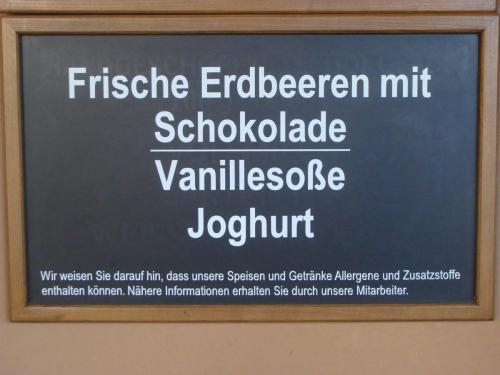 Frische Erdbeeren mit
Schokolade
Vanillesoße
Joghurt
Wir weisen Sie darauf hin, dass unsere Speisen und Getränke Allergene und Zusatzstoffe
enthalten können. Nähere Informationen erhalten Sie durch unsere Mitarbeiter.